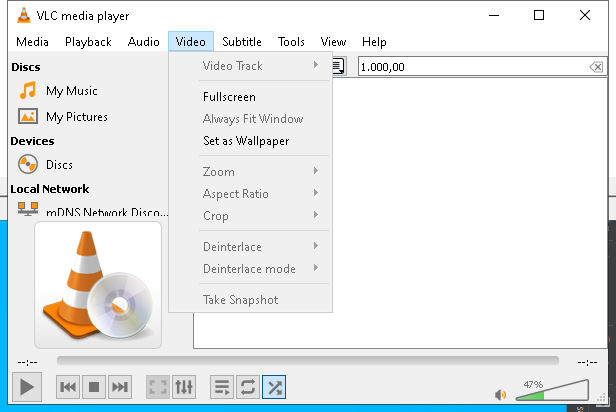 VLC media player
Media Playback Audio Video Subtitle Tools View Help
Discs
My Music
My Pictures
Devices
Discs
Local Network
mDNS Network Disco...
Video Track
Fullscreen
Always Fit Window
Set as Wallpaper
Zoom
Aspect Ratio
Crop
Deinterlace
Deinterlace mode
Take Snapshot
1.000,00
--:-- --:--
47%